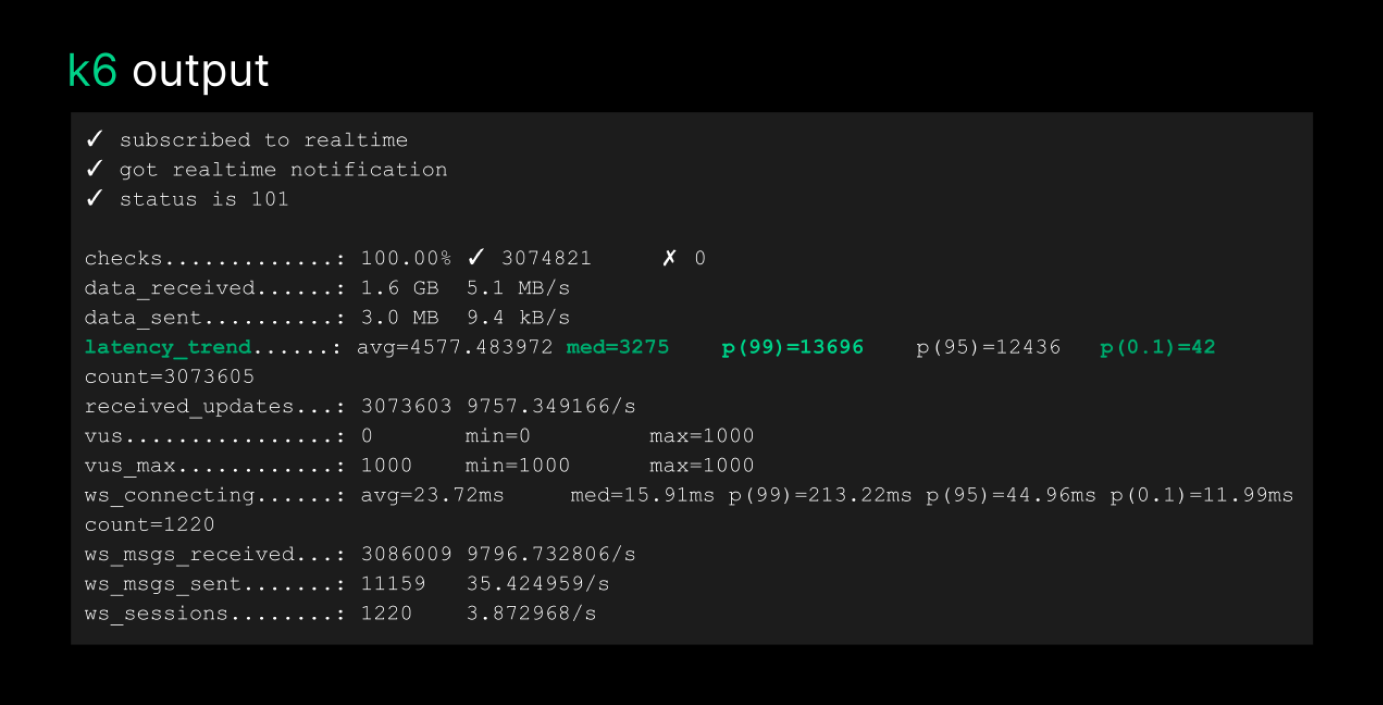 k6 output
✓ subscribed to realtime
✓ got realtime notification
✓ status is 101
checks.............: 100.00% ✓ 3074821 ✗ 0
data_received......: 1.6 GB 5.1 MB/s
data_sent..........: 3.0 MB 9.4 kB/s
latency_trend......: avg=4577.483972 med=3275 p(99)=13696 p(95)=12436 p(0.1)=42
count=3073605
received_updates...: 3073603 9757.349166/s
vus................: 0 min=0 max=1000
vus_max............: 1000 min=1000 max=1000
ws_connecting......: avg=23.72ms med=15.91ms p(99)=213.22ms p(95)=44.96ms p(0.1)=11.99ms
count=1220
ws_msgs_received...: 3086009 9796.732806/s
ws_msgs_sent.......: 11159 35.424959/s
ws_sessions........: 1220 3.872968/s